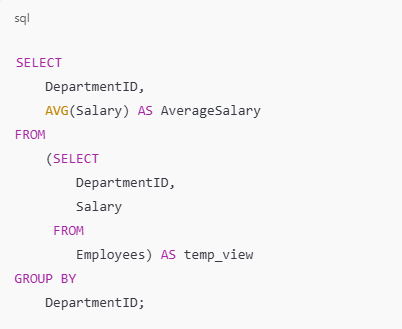 sql
SELECT
    DepartmentID,
    AVG(Salary) AS AverageSalary
FROM
    (SELECT
        DepartmentID,
        Salary
     FROM
        Employees) AS temp_view
GROUP BY
    DepartmentID;